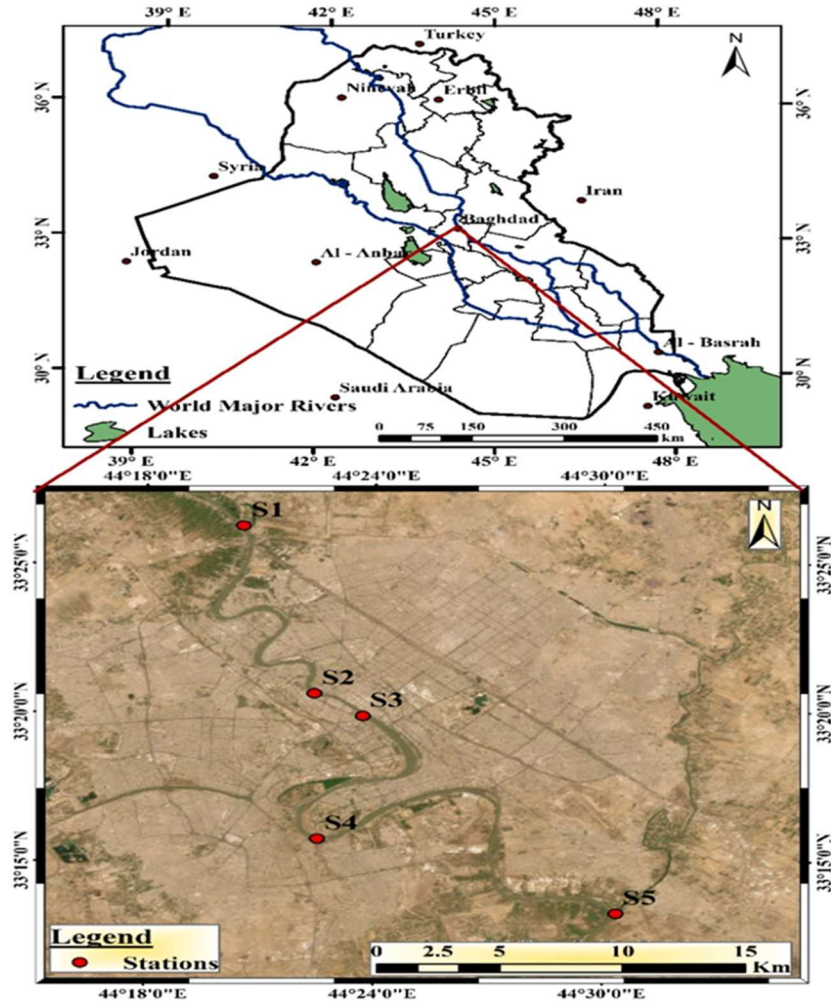 39° E 42° E 45° E 48° E
Turkey
N
36°N
36°N
Ninevah Erbil
Syria
Iran
Baghdad
33°N
33°N
Jordan
Al - Anbar
Al - Basrah
30°N
30°N
Legend
Saudi Arabia
Kuwait
World Major Rivers
Lakes
0 75 150 300 450
km
39° E 42° E 45° E 48° E
44°18'0"E 44°24'0"E 44°30'0"E
S1
N
33°25'0"N
33°25'0"N
S2
S3
33°20'0"N
33°20'0"N
S4
33°15'0"N
33°15'0"N
S5
Legend
Stations
0 2.5 5 10 15
Km
44°18'0"E 44°24'0"E 44°30'0"E